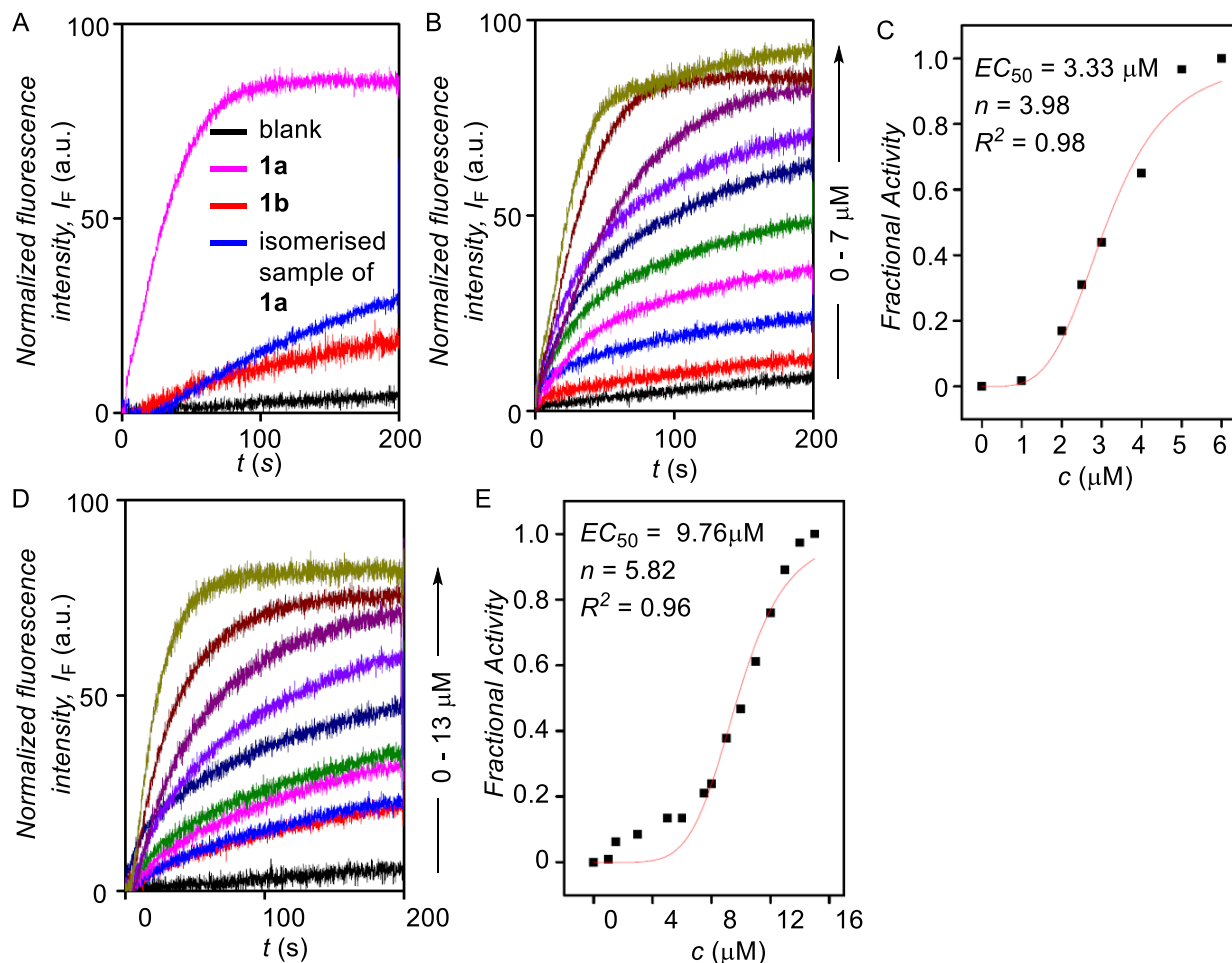 A
100
50
0
0
100
200
Normalized fluorescence
intensity, IF (a.u.)
t (s)
blank
1a
1b
isomerised
sample of
1a
B
100
50
0
0
100
200
Normalized fluorescence
intensity, IF (a.u.)
t (s)
0 - 7 μM
C
EC50 = 3.33 μM
n = 3.98
R2 = 0.98
1.0
0.8
0.6
0.4
0.2
0
0 1 2 3 4 5 6
Fractional Activity
c (μM)
D
100
50
0
0
100
200
Normalized fluorescence
intensity, IF (a.u.)
t (s)
0 - 13 μM
E
EC50 = 9.76μM
n = 5.82
R2 = 0.96
1.0
0.8
0.6
0.4
0.2
0
0 4 8 12 16
Fractional Activity
c (μM)